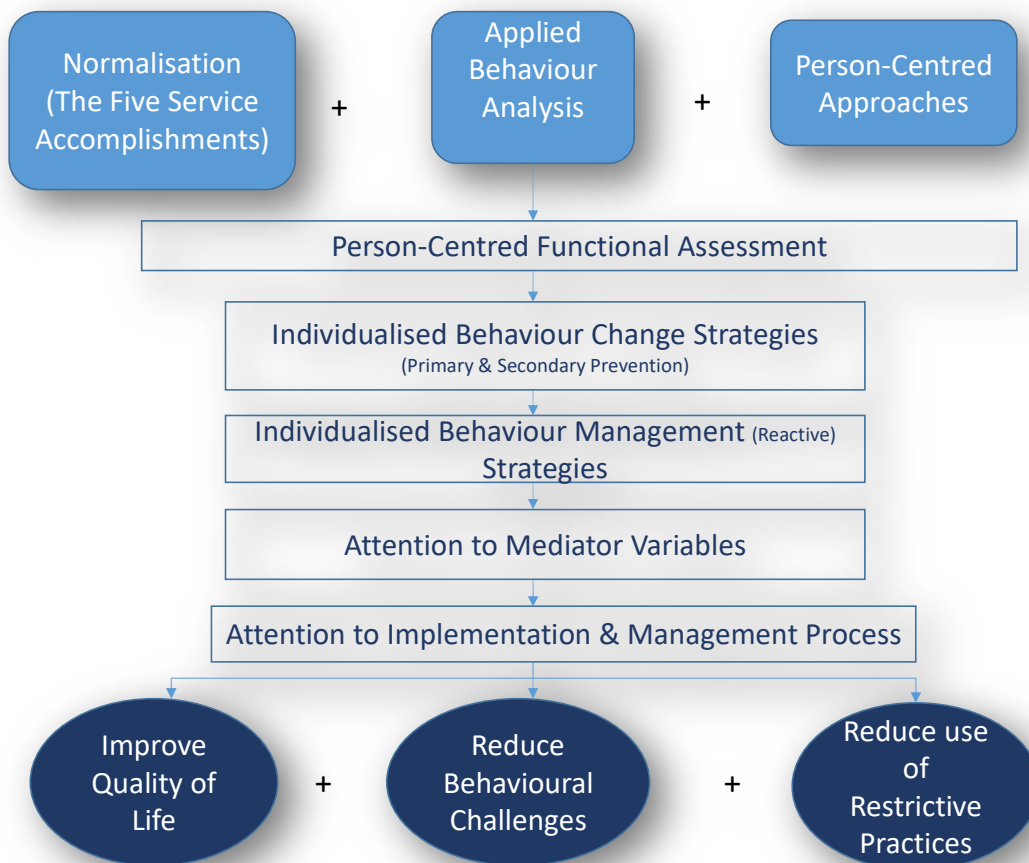 Normalisation
(The Five Service
Accomplishments)
+
Applied
Behaviour
Analysis
+
Person-Centred
Approaches
Person-Centred Functional Assessment
Individualised Behaviour Change Strategies
(Primary & Secondary Prevention)
Individualised Behaviour Management (Reactive)
Strategies
Attention to Mediator Variables
Attention to Implementation & Management Process
Improve
Quality of
Life
+
Reduce
Behavioural
Challenges
+
Reduce use
of
Restrictive
Practices